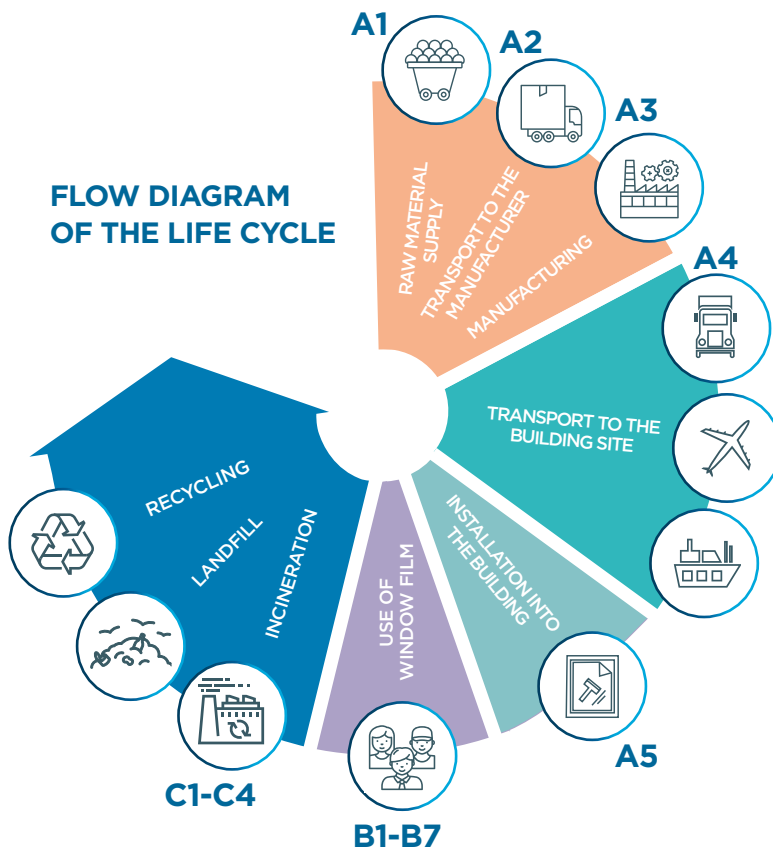 FLOW DIAGRAM
OF THE LIFE CYCLE
A1
A2
A3
RAW MATERIAL
SUPPLY
TRANSPORT TO THE
MANUFACTURER
MANUFACTURING
A4
TRANSPORT TO THE
BUILDING SITE
INSTALLATION INTO
THE BUILDING
A5
USE OF
WINDOW FILM
B1-B7
INCINERATION
LANDFILL
RECYCLING
C1-C4